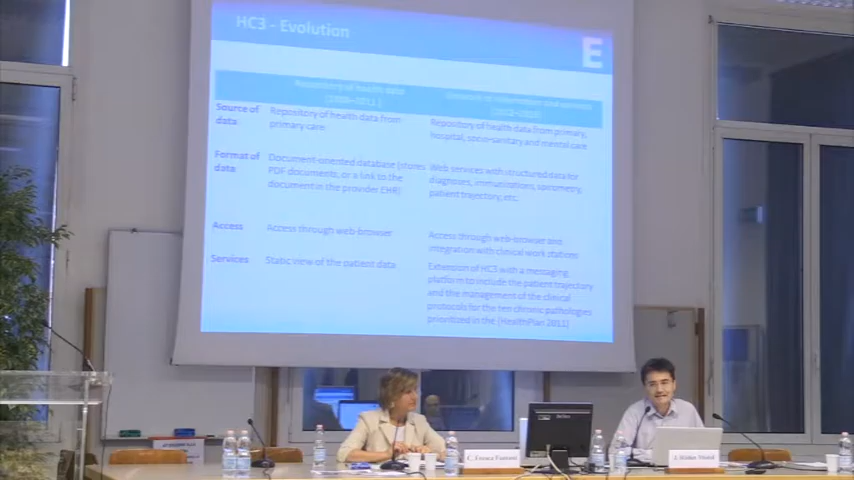 HC3 - Evolution
E
Repository of health data
Source of data
Repository of health data from
primary care
Repository of health data from primary,
hospital, socio-sanitary and mental care
Format of data
Document-oriented database (stores
PDF documents, or a link to the
document in the provider EHR)
Web services with structured data for
diagnoses, immunisations, spirometry,
patient trajectory, etc.
Access
Access through web-browser
Access through web-browser and
integration with clinical work stations
Services
Static view of the patient data
Extension of HC3 with a messaging
platform to include the patient trajectory
and the management of the clinical
protocols for the ten chronic pathologies
prioritized in the (HealthPlan 2011)